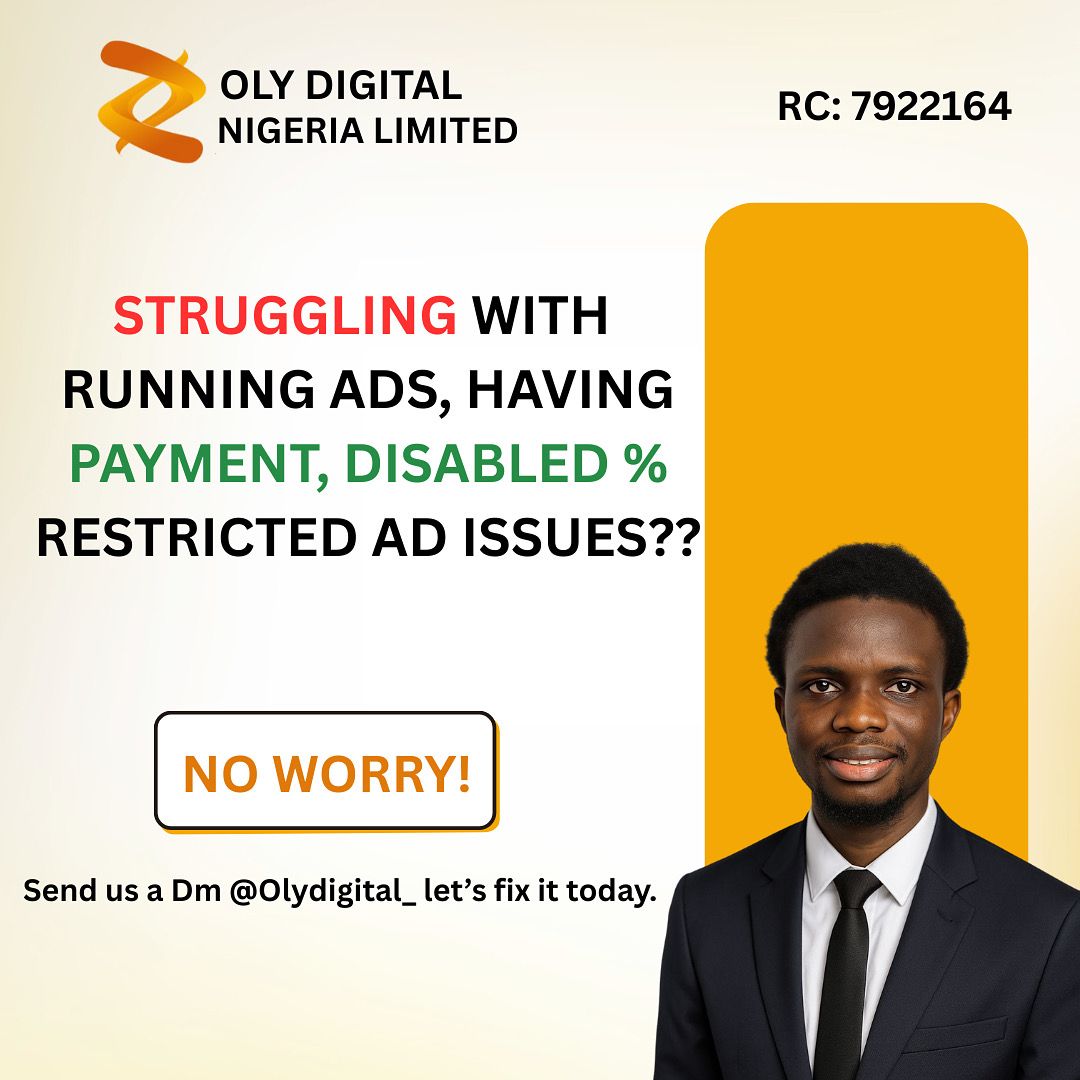 OLY DIGITAL
NIGERIA LIMITED
RC: 7922164
STRUGGLING WITH
RUNNING ADS, HAVING
PAYMENT, DISABLED %
RESTRICTED AD ISSUES??
NO WORRY!
Send us a Dm @Olydigital_ let’s fix it today.